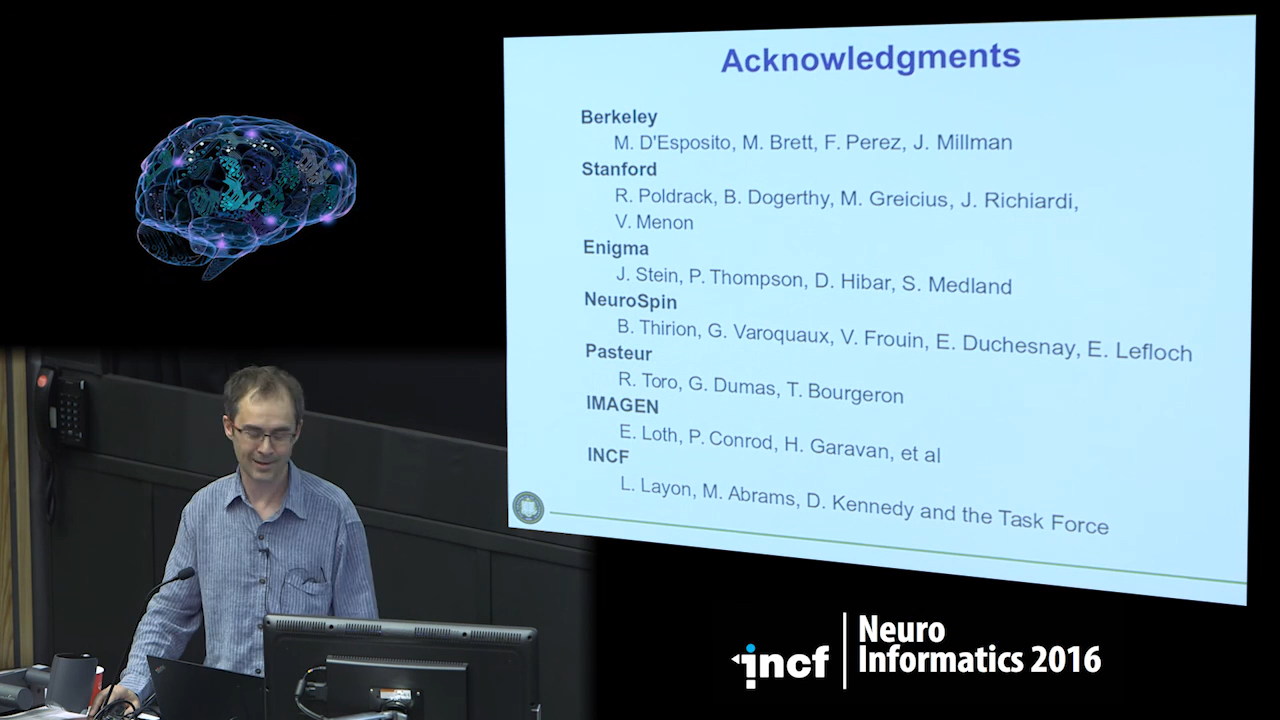 Acknowledgments
Berkeley
M. D'Esposito, M. Brett, F. Perez, J. Millman
Stanford
R. Poldrack, B. Dogerthy, M. Greicius, J. Richiardi,
V. Menon
Enigma
J. Stein, P. Thompson, D. Hibar, S. Medland
NeuroSpin
B. Thirion, G. Varoquaux, V. Frouin, E. Duchesnay, E. Lefloch
Pasteur
R. Toro, G. Dumas, T. Bourgeron
IMAGEN
E. Loth, P. Conrod, H. Garavan, et al
INCF
L. Layon, M. Abrams, D. Kennedy and the Task Force
incf
Neuro
Informatics 2016